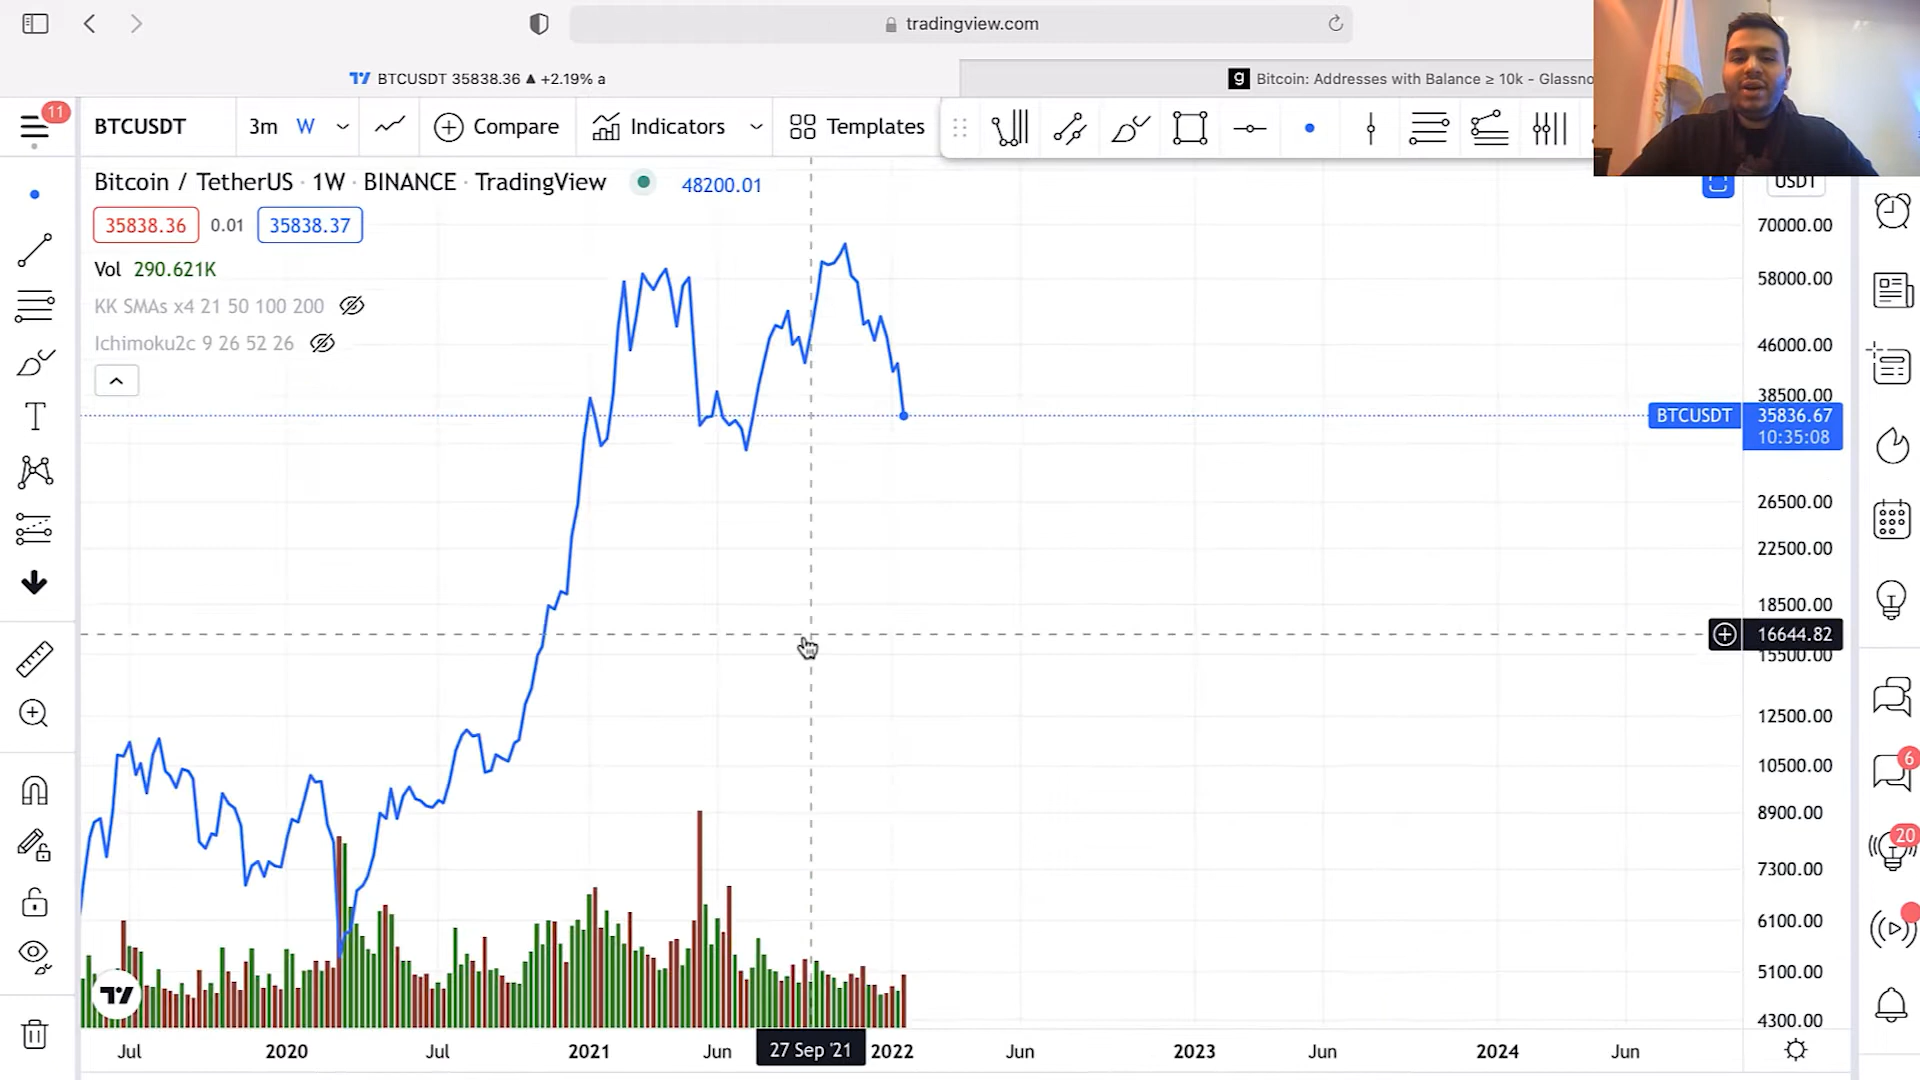 tradingview.com
BTCUSDT 35838.36 ▲ +2.19% a
g Bitcoin: Addresses with Balance ≥ 10k - Glassno
11
BTCUSDT 3m W Compare Indicators Templates
Bitcoin / TetherUS · 1W · BINANCE · TradingView 48200.01
USDT
35838.36 0.01 35838.37
Vol 290.621K
KK SMAs x4 21 50 100 200
Ichimoku2c 9 26 52 26
70000.00
58000.00
46000.00
38500.00
BTCUSDT 35836.67
10:35:08
26500.00
22500.00
18500.00
16644.82
15500.00
12500.00
10500.00
8900.00
7300.00
6100.00
5100.00
4300.00
6
20
Jul 2020 Jul 2021 Jun 27 Sep '21 2022 Jun 2023 Jun 2024 Jun